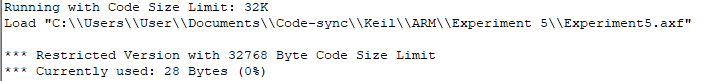 Running with Code Size Limit: 32K
Load "C:\\Users\\User\\Documents\\Code-sync\\Keil\\ARM\\Experiment 5\\Experiment5.axf"
*** Restricted Version with 32768 Byte Code Size Limit
*** Currently used: 28 Bytes (0%)